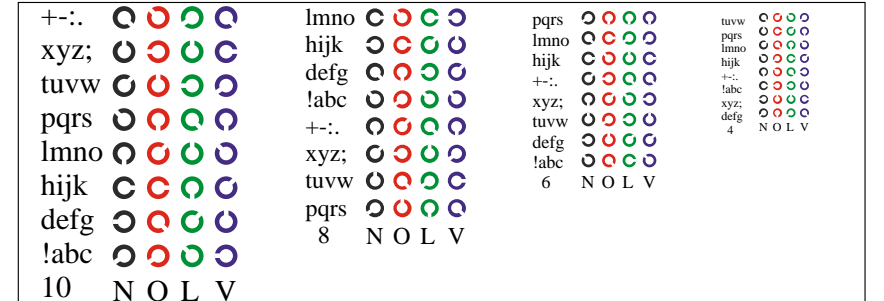 +-:.
xyz;
tuvw
pqrs
lmno
hijk
defg
!abc
10 N O L V
lmno
hijk
defg
!abc
+-:.
xyz;
tuvw
pqrs
8 N O L V
pqrs
lmno
hijk
+-:.
xyz;
tuvw
defg
!abc
6 N O L V
tuvw
pqrs
lmno
hijk
+-:.
!abc
xyz;
defg
4 N O L V